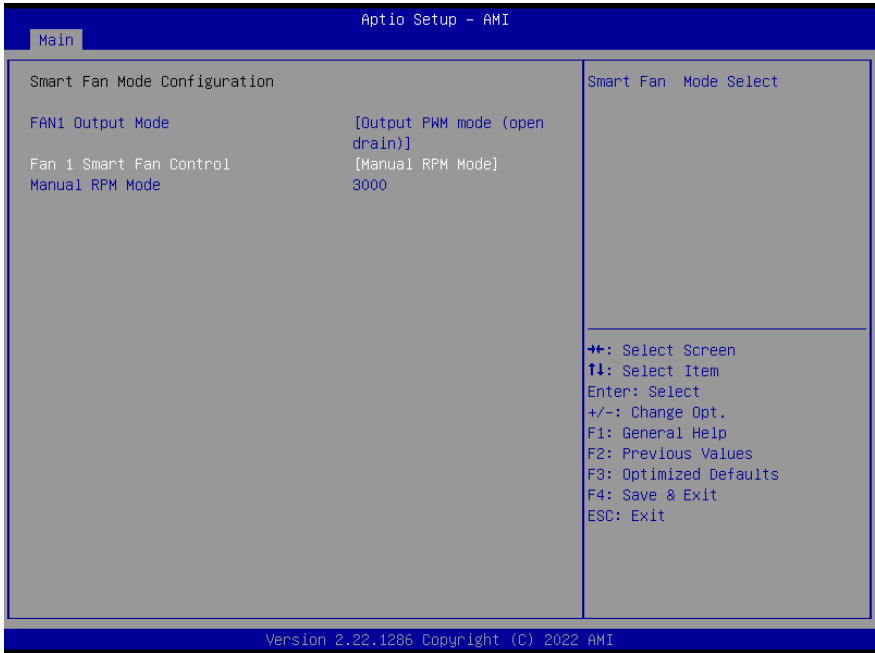 Aptio Setup – AMI
Main
Smart Fan Mode Configuration
FAN1 Output Mode [Output PWM mode (open
drain)]
Fan 1 Smart Fan Control [Manual RPM Mode]
Manual RPM Mode 3000
Smart Fan  Mode Select
→←: Select Screen
↑↓: Select Item
Enter: Select
+/-: Change Opt.
F1: General Help
F2: Previous Values
F3: Optimized Defaults
F4: Save & Exit
ESC: Exit
Version 2.22.1286 Copyright (C) 2022 AMI